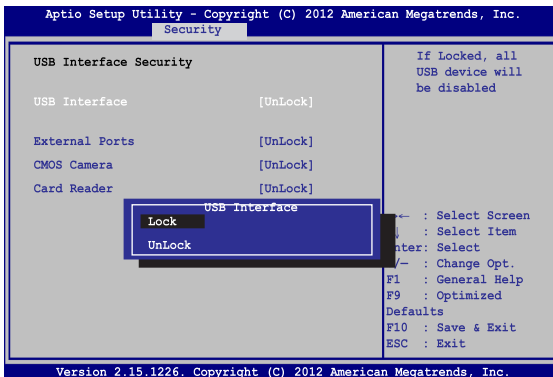 Aptio Setup Utility – Copyright (C) 2012 American Megatrends, Inc.
Security
USB Interface Security
USB Interface [UnLock]
External Ports [UnLock]
CMOS Camera [UnLock]
Card Reader [UnLock]
USB Interface
Lock
UnLock
If Locked, all
USB device will
be disabled
→← : Select Screen
: Select Item
nter: Select
/— : Change Opt.
F1 : General Help
F9 : Optimized
Defaults
F10 : Save & Exit
ESC : Exit
Version 2.15.1226. Copyright (C) 2012 American Megatrends, Inc.